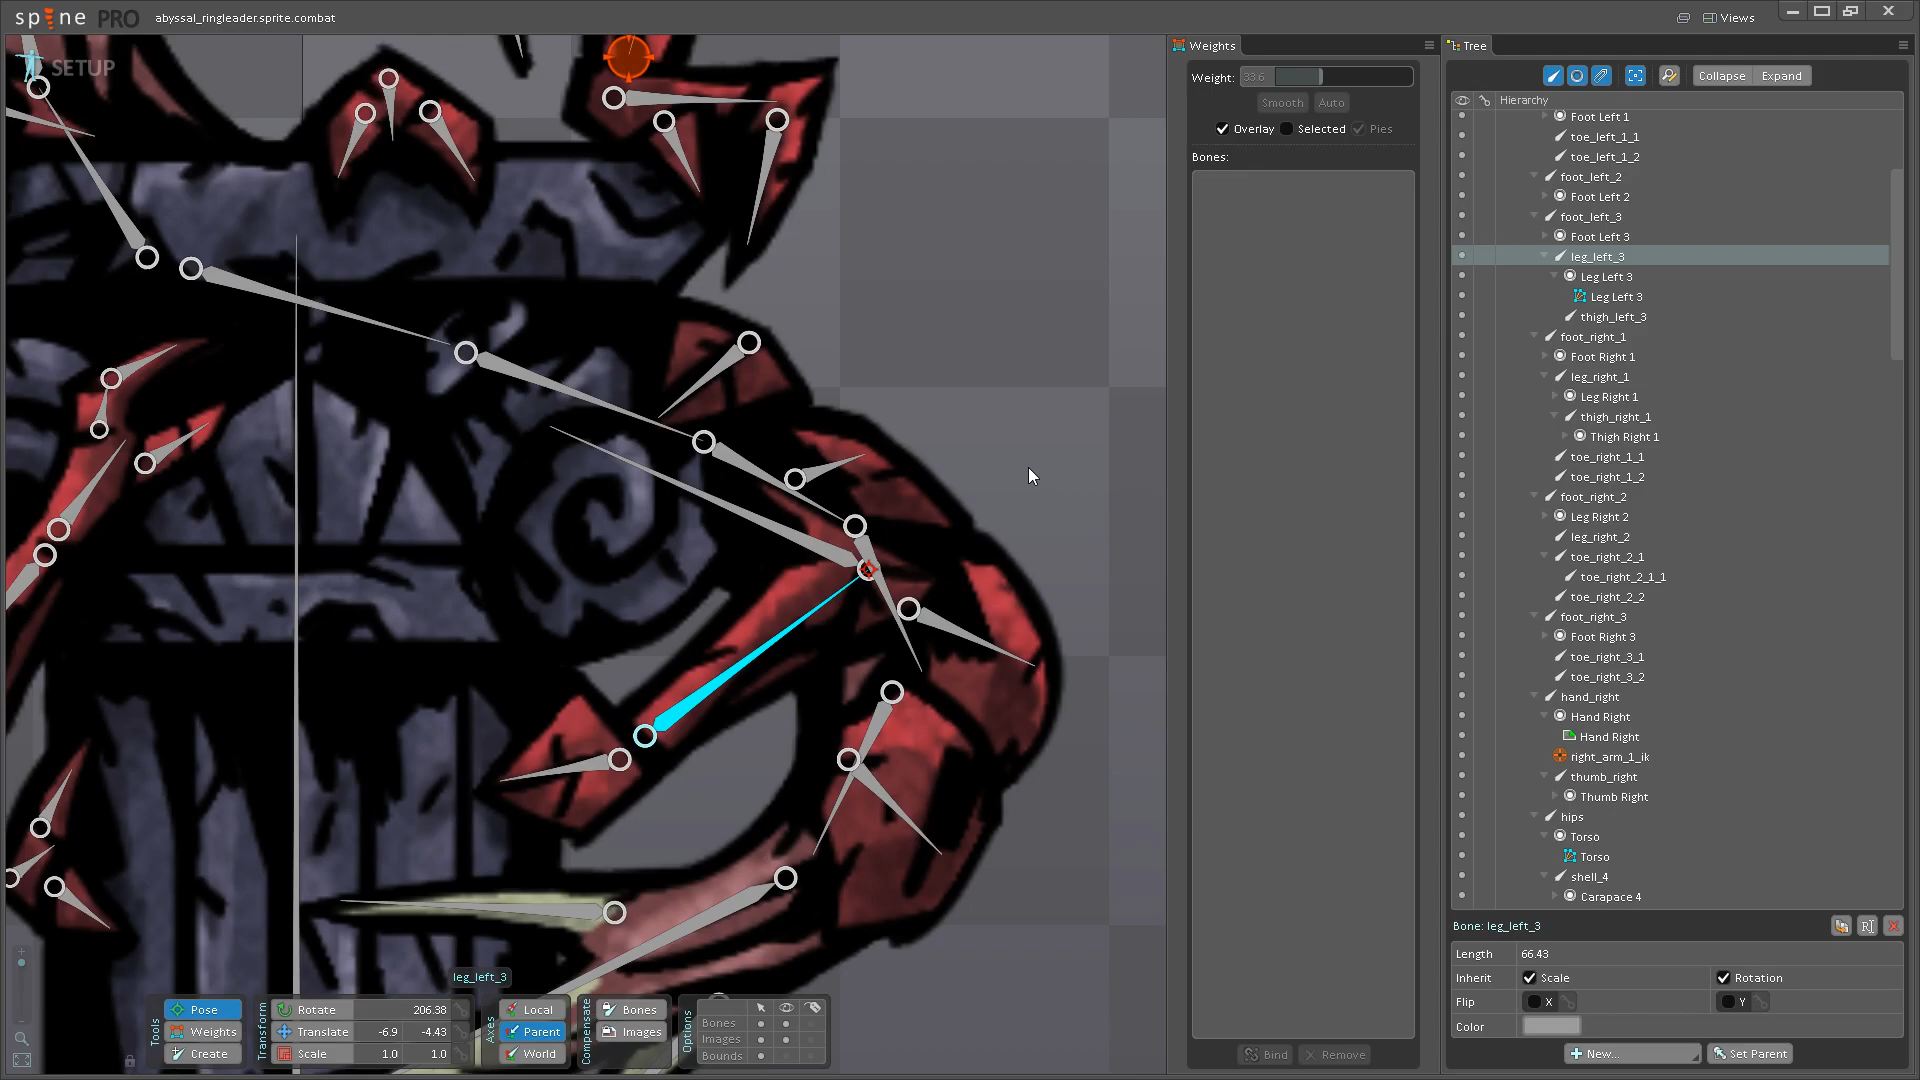 spine PRO
abyssal_ringleader.sprite.combat
Views
SETUP
Weights
Weight: 33.6
Smooth Auto
Overlay Selected Pies
Bones:
Bind Remove
Tree
Collapse Expand
Hierarchy
Foot Left 1
toe_left_1_1
toe_left_1_2
foot_left_2
Foot Left 2
foot_left_3
Foot Left 3
leg_left_3
Leg Left 3
Leg Left 3
thigh_left_3
foot_right_1
Foot Right 1
leg_right_1
Leg Right 1
thigh_right_1
Thigh Right 1
toe_right_1_1
toe_right_1_2
foot_right_2
Leg Right 2
leg_right_2
toe_right_2_1
toe_right_2_1_1
toe_right_2_2
foot_right_3
Foot Right 3
toe_right_3_1
toe_right_3_2
hand_right
Hand Right
Hand Right
right_arm_1_ik
thumb_right
Thumb Right
hips
Torso
Torso
shell_4
Carapace 4
Bone: leg_left_3
Length 66.43
Inherit Scale Rotation
Flip X Y
Color
New... Set Parent
leg_left_3
Tools
Pose
Weights
Create
Transform
Rotate 206.38
Translate -6.9 -4.43
Scale 1.0 1.0
Axes
Local
Parent
World
Compensate
Bones
Images
Options
Bones
Images
Bounds